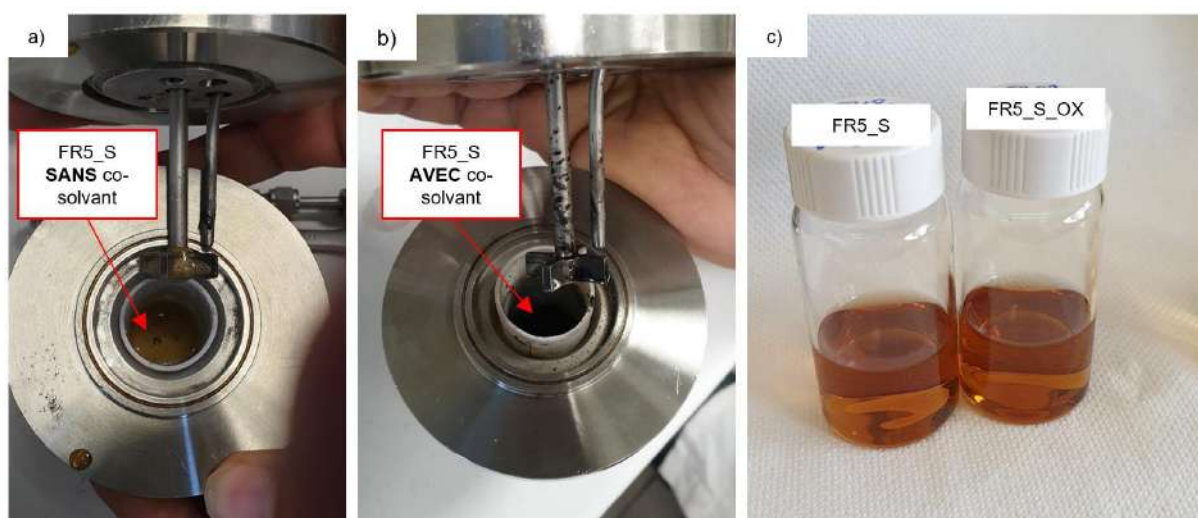 a)
FR5_S
SANS co-
solvant
b)
FR5_S
AVEC co-
solvant
c)
FR5_S
FR5_S_OX